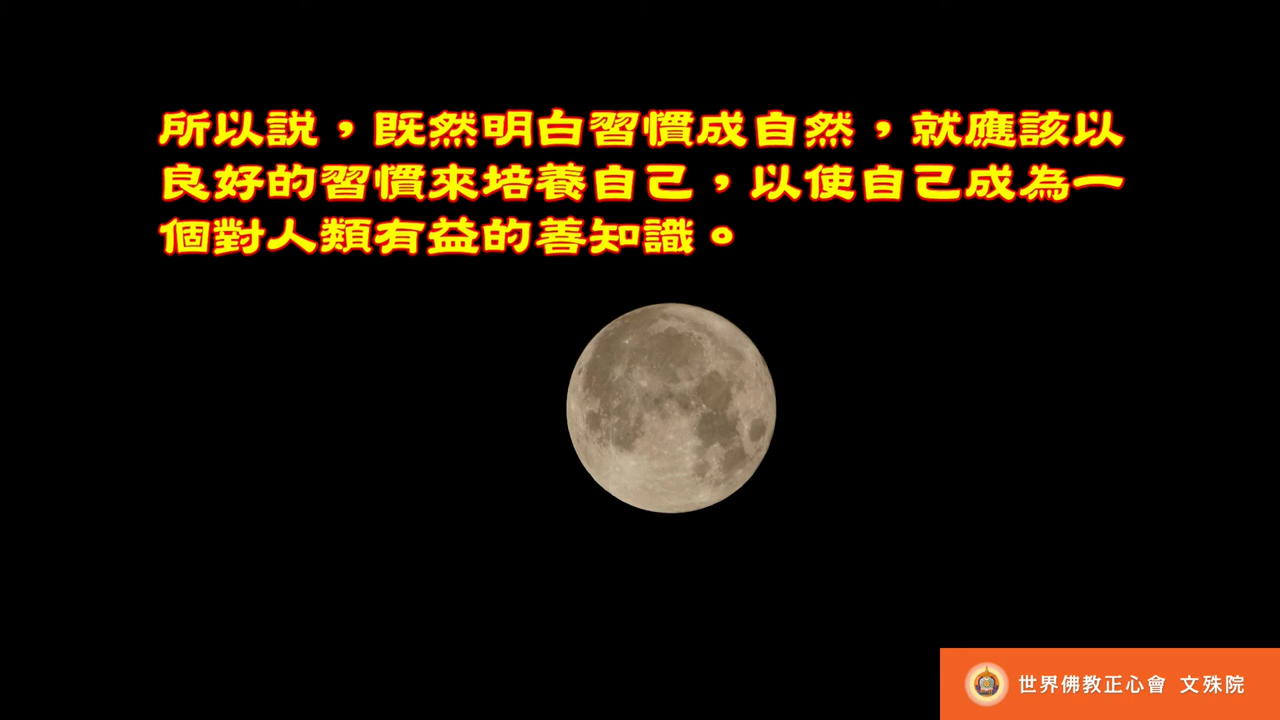 所以説，既然明白習慣成自然，就應該以
良好的習慣來培養自己，以使自己成為一
個對人類有益的善知識。
世界佛教正心會 文殊院